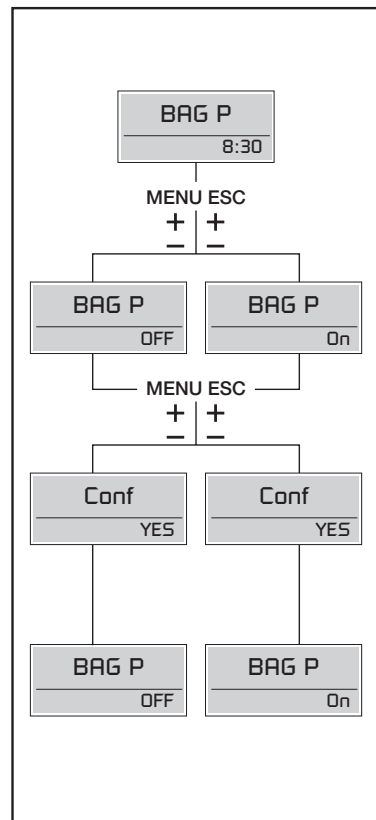 BAG P
8:30
MENU ESC
+ +
– –
BAG P BAG P
OFF On
MENU ESC
+ +
– –
Conf Conf
YES YES
BAG P BAG P
OFF On